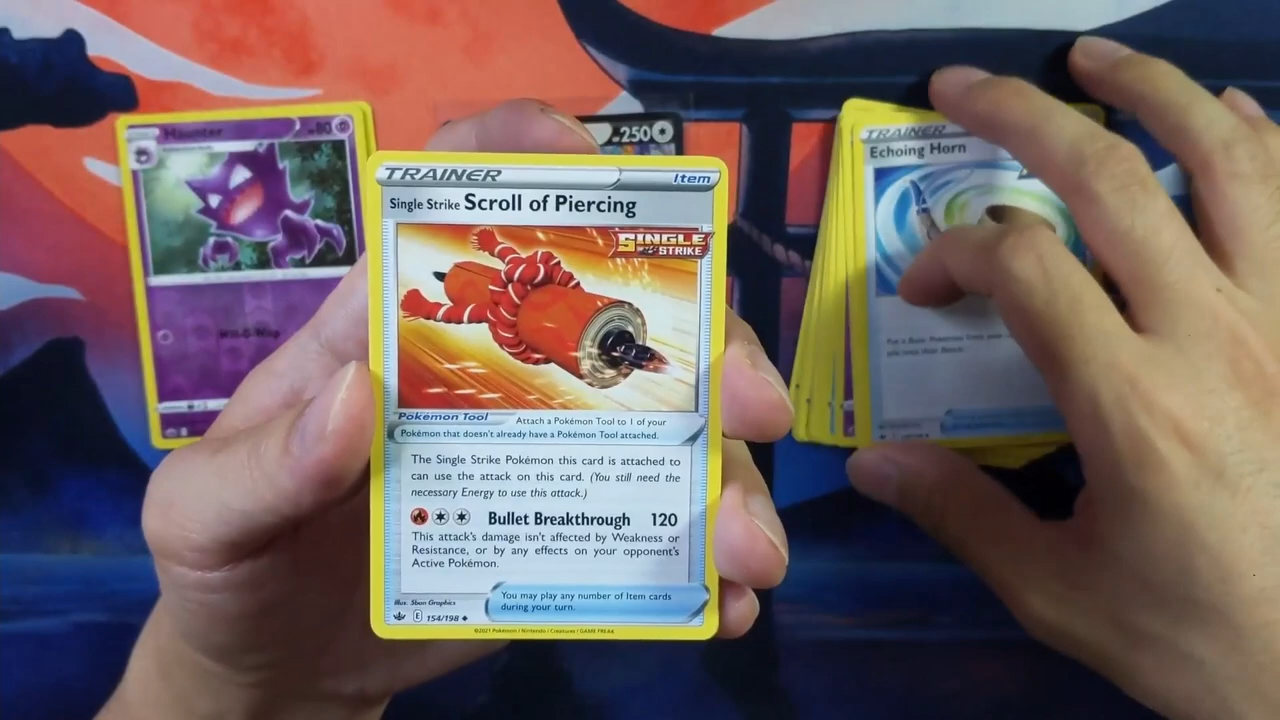 Haunter
80
Will-O-Wisp
250
TRAINER
Item
Single Strike Scroll of Piercing
SINGLE
STRIKE
Pokémon Tool
Attach a Pokémon Tool to 1 of your
Pokémon that doesn't already have a Pokémon Tool attached.
The Single Strike Pokémon this card is attached to
can use the attack on this card. (You still need the
necessary Energy to use this attack.)
Bullet Breakthrough 120
This attack's damage isn't affected by Weakness or
Resistance, or by any effects on your opponent's
Active Pokémon.
You may play any number of Item cards
during your turn.
Illus. 5ban Graphics
E 154/198
©2021 Pokémon / Nintendo / Creatures / GAME FREAK
TRAINER
Echoing Horn
Put a Basic Pokémon from your